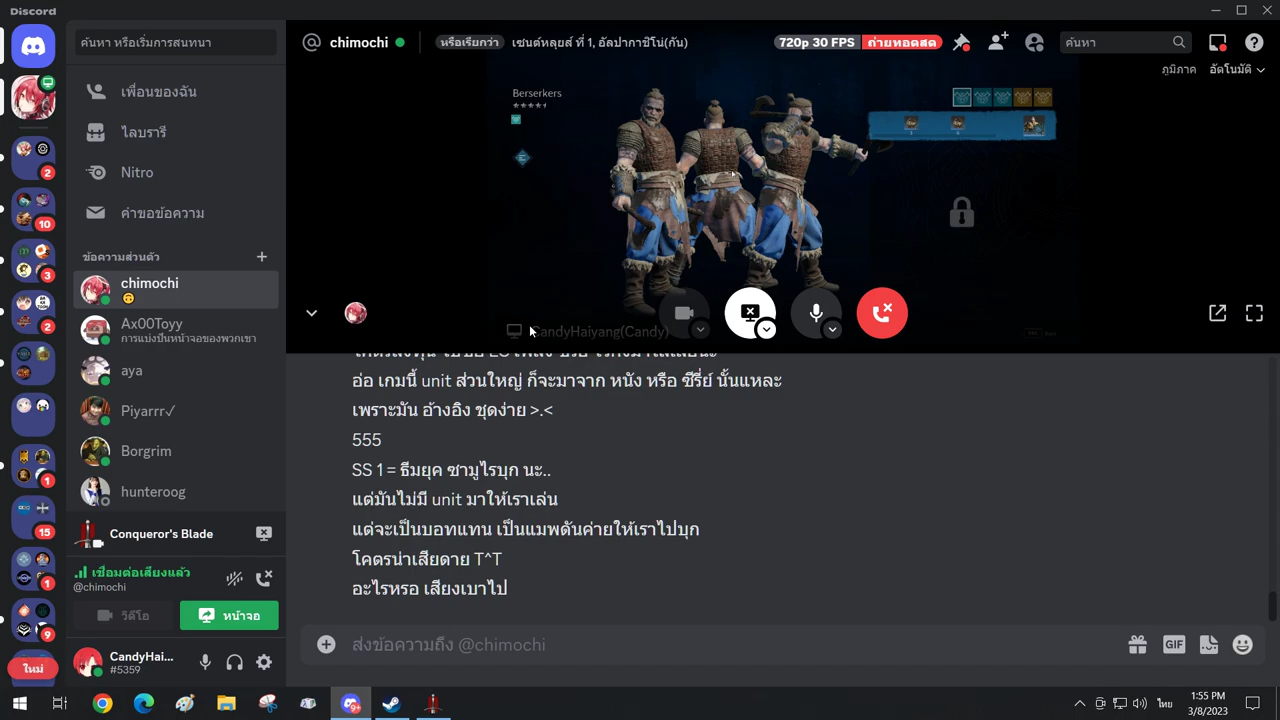 Discord
ค้นหา หรือเริ่มการสนทนา
เพื่อนของฉัน
ไลบรารี
Nitro
คำขอข้อความ
ข้อความส่วนตัว
chimochi
Ax00Toyy
การแบ่งปันหน้าจอของพวกเขา
aya
Piyarrr✓
Borgrim
hunteroog
Conqueror's Blade
เชื่อมต่อเสียงแล้ว
@chimochi
วิดีโอ
หน้าจอ
CandyHai...
#5359
2
10
3
2
1
15
1
9
ใหม่
chimochi
หรือเรียกว่า
เซนต์หลุยส์ ที่ 1, อัลปากาชิโน่(กัน)
720p 30 FPS
ถ่ายทอดสด
ค้นหา
ภูมิภาค
อัตโนมัติ
Berserkers
CandyHaiyang(Candy)
อ่อ เกมนี้ unit ส่วนใหญ่ ก็จะมาจาก หนัง หรือ ซีรี่ย์ นั้นแหละ
เพราะมัน อ้างอิง ชุดง่าย >.<
555
SS 1 = ธีมยุค ซามูไรบุก นะ..
แต่มันไม่มี unit มาให้เราเล่น
แต่จะเป็นบอทแทน เป็นแมพดันค่ายให้เราไปบุก
โคตรน่าเสียดาย T^T
อะไรหรอ เสียงเบาไป
ส่งข้อความถึง @chimochi
GIF
9+
ไทย
1:55 PM
3/8/2023